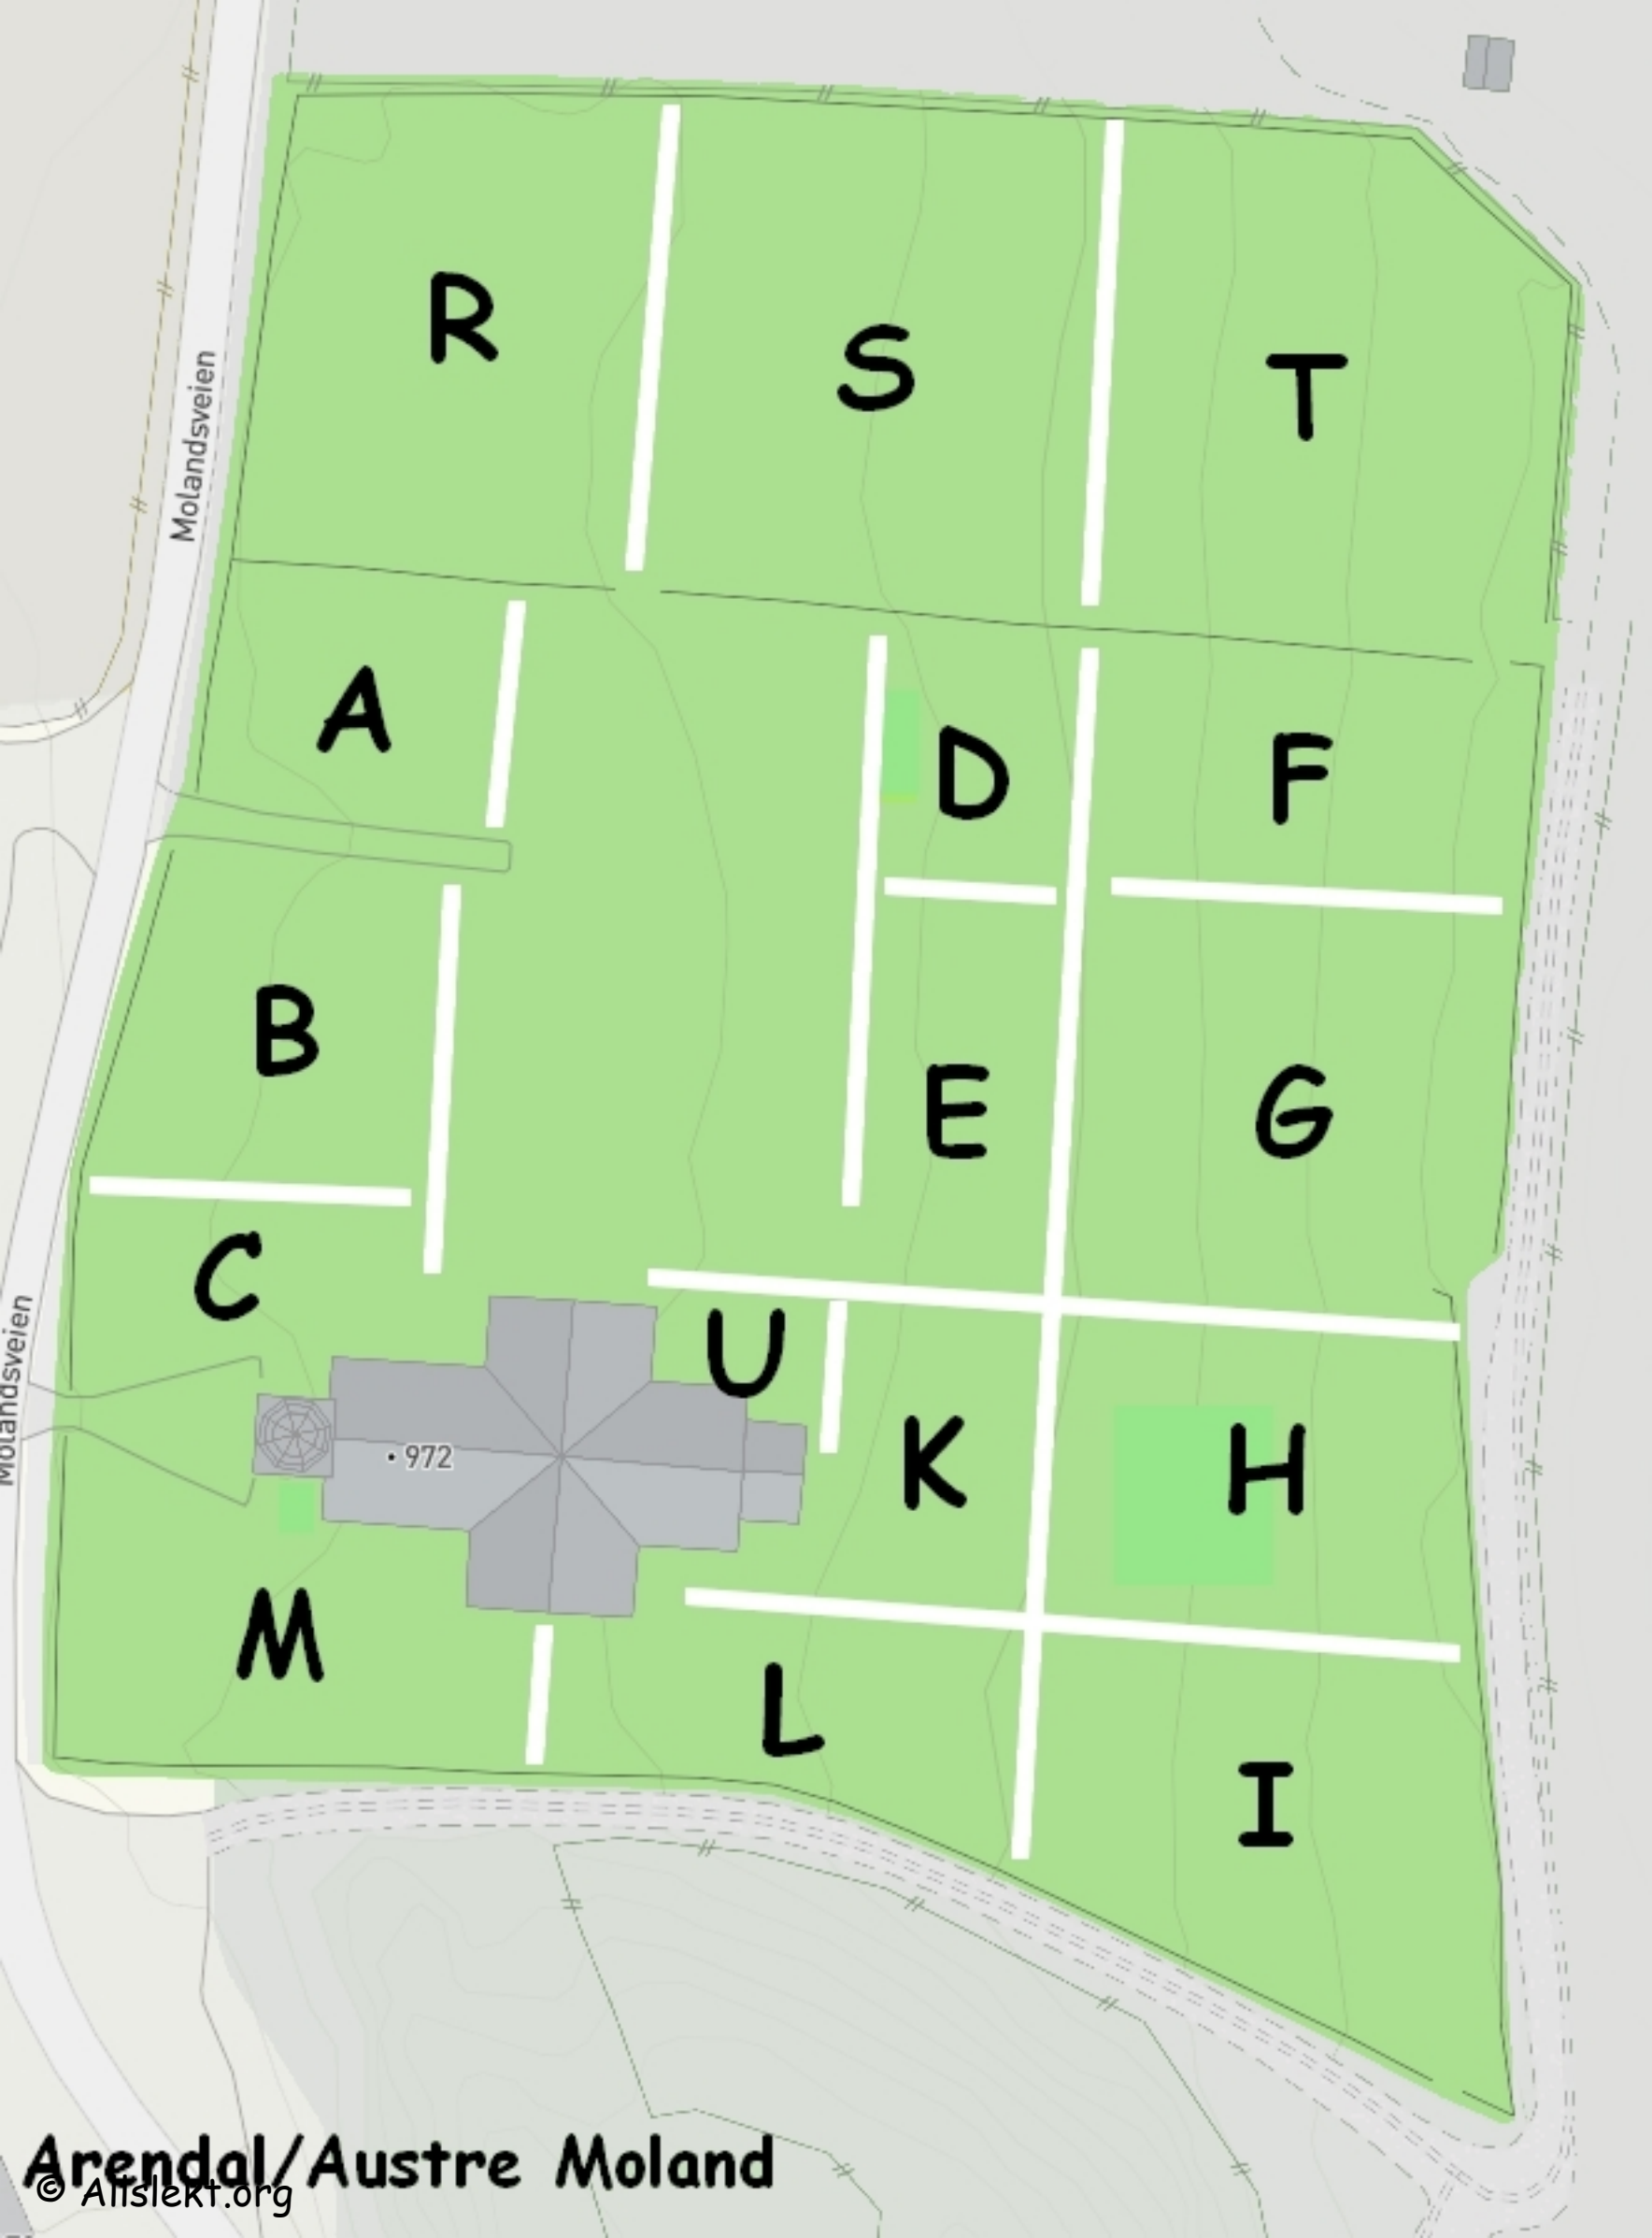 R
S
T
Molandsveien
A
D
F
B
E
G
C
U
Molandsveien
K
H
• 972
M
L
I
Arendal/Austre Moland
© Alislekt.org